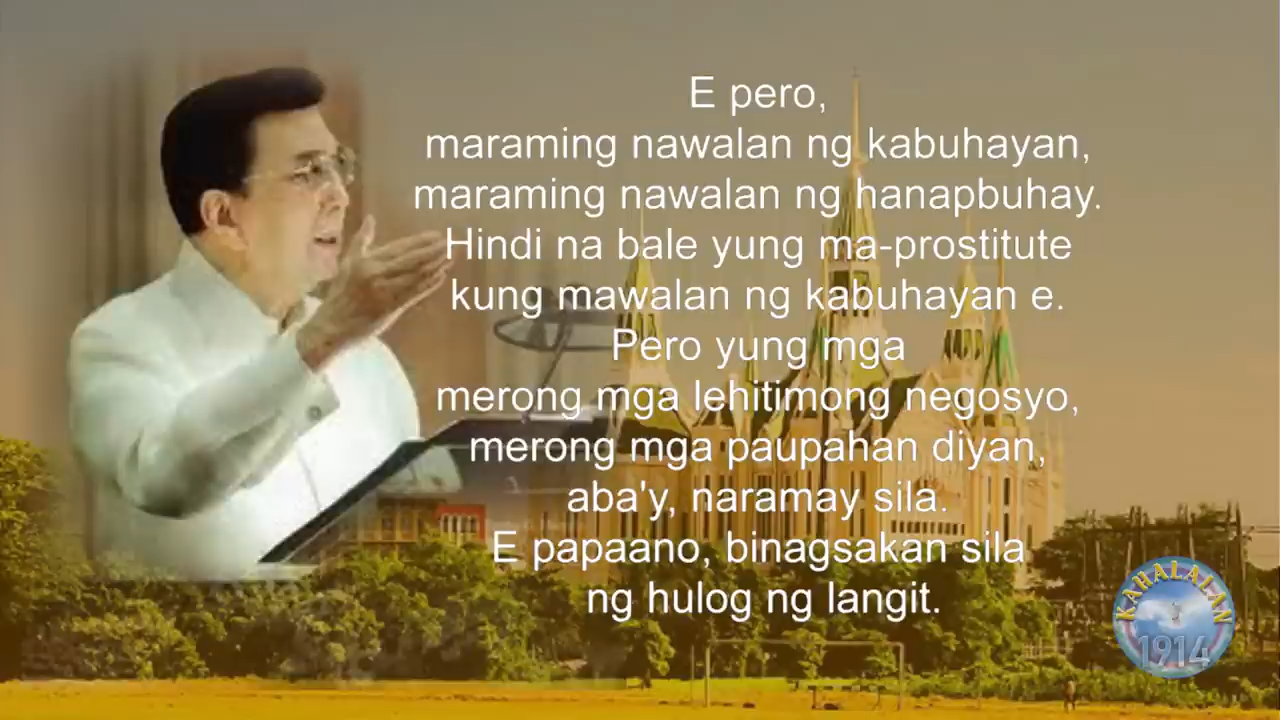 E pero,
maraming nawalan ng kabuhayan,
maraming nawalan ng hanapbuhay.
Hindi na bale yung ma-prostitute
kung mawalan ng kabuhayan e.
Pero yung mga
merong mga lehitimong negosyo,
merong mga paupahan diyan,
aba'y, naramay sila.
E papaano, binagsakan sila
ng hulog ng langit.
KAHALALAN
1914